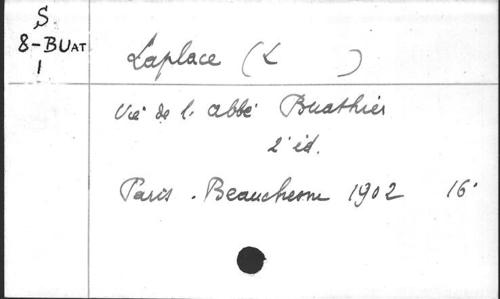 S.
8-BUAT
1
Laplace (L )
Vie de l. abbé Buathier
2e éd.
Paris . Beauchesne 1902 16°